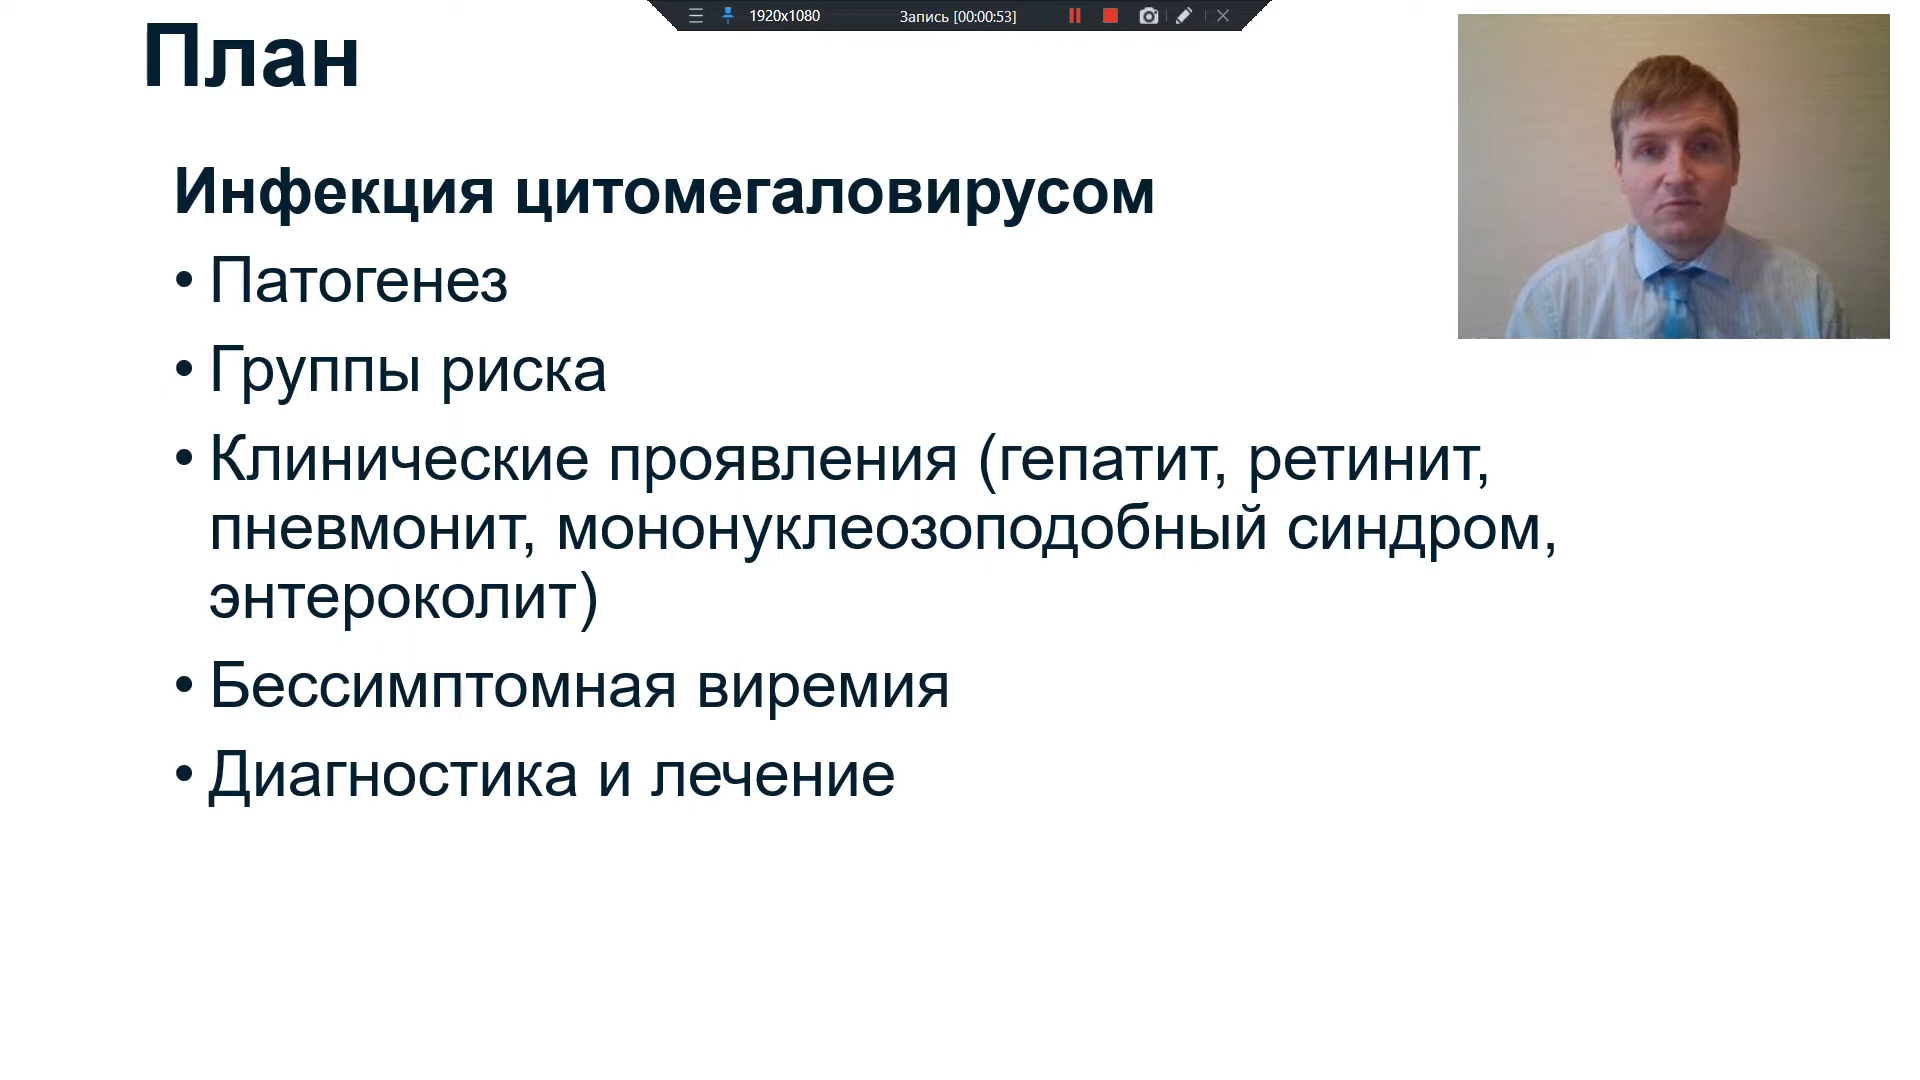 1920x1080 Запись [00:00:53]
План
Инфекция цитомегаловирусом
• Патогенез
• Группы риска
• Клинические проявления (гепатит, ретинит,
пневмонит, мононуклеозоподобный синдром,
энтероколит)
• Бессимптомная виремия
• Диагностика и лечение